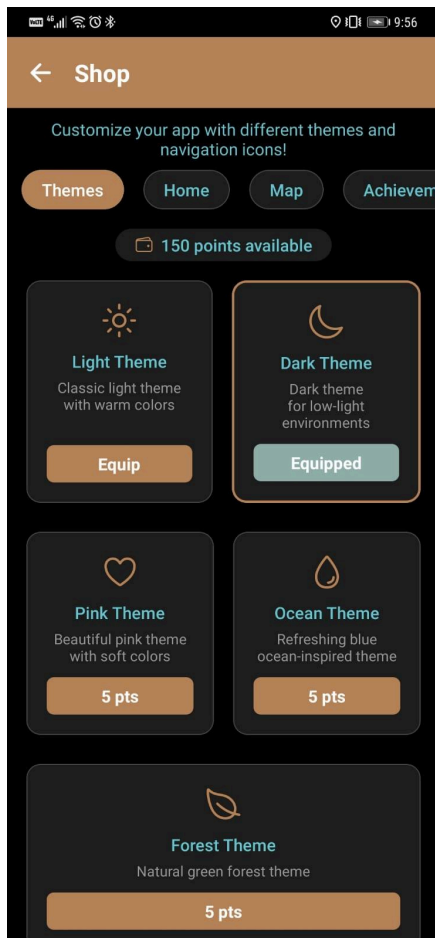 VoLTE 4G 9:56
Shop
Customize your app with different themes and
navigation icons!
Themes Home Map Achievem
150 points available
Light Theme
Classic light theme
with warm colors
Equip
Dark Theme
Dark theme
for low-light
environments
Equipped
Pink Theme
Beautiful pink theme
with soft colors
5 pts
Ocean Theme
Refreshing blue
ocean-inspired theme
5 pts
Forest Theme
Natural green forest theme
5 pts